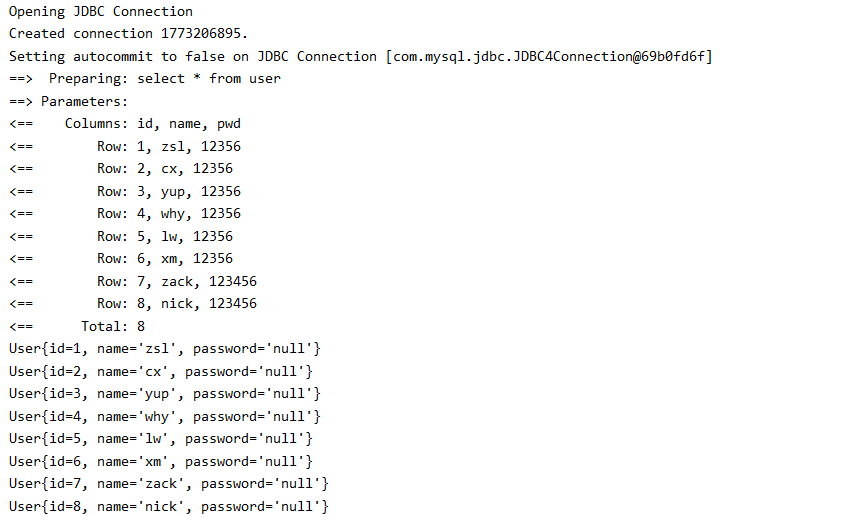 Opening JDBC Connection
Created connection 1773206895.
Setting autocommit to false on JDBC Connection [com.mysql.jdbc.JDBC4Connection@69b0fd6f]
==>  Preparing: select * from user
==> Parameters:
<==    Columns: id, name, pwd
<==        Row: 1, zsl, 12356
<==        Row: 2, cx, 12356
<==        Row: 3, yup, 12356
<==        Row: 4, why, 12356
<==        Row: 5, lw, 12356
<==        Row: 6, xm, 12356
<==        Row: 7, zack, 123456
<==        Row: 8, nick, 123456
<==      Total: 8
User{id=1, name='zsl', password='null'}
User{id=2, name='cx', password='null'}
User{id=3, name='yup', password='null'}
User{id=4, name='why', password='null'}
User{id=5, name='lw', password='null'}
User{id=6, name='xm', password='null'}
User{id=7, name='zack', password='null'}
User{id=8, name='nick', password='null'}